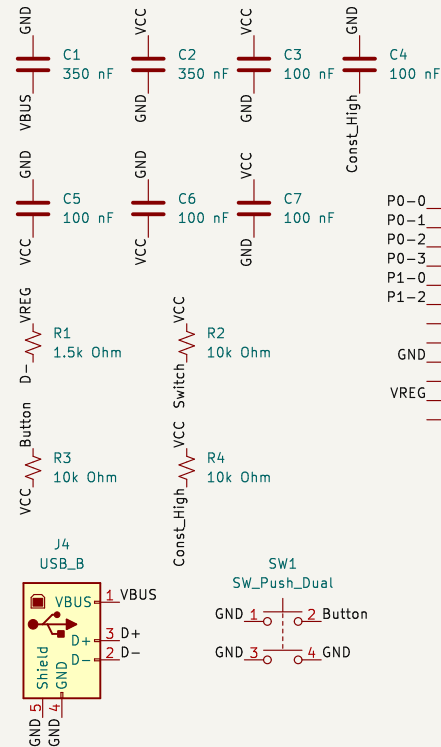 GND VCC VCC GND
C1 C2 C3 C4
350 nF 350 nF 100 nF 100 nF
VBUS GND GND Const_High
GND GND VCC
C5 C6 C7
100 nF 100 nF 100 nF
VCC VCC GND
P0-0
P0-1
P0-2
P0-3
P1-0
P1-2
GND
VREG
VREG VCC
R1 R2
1.5k Ohm 10k Ohm
D- Switch
Button VCC
R3 R4
10k Ohm 10k Ohm
VCC Const_High
J4
USB_B
VBUS 1 VBUS
D+ 3 D+
D- 2 D-
Shield GND
5 4
GND GND
SW1
SW_Push_Dual
GND 1 2 Button
GND 3 4 GND